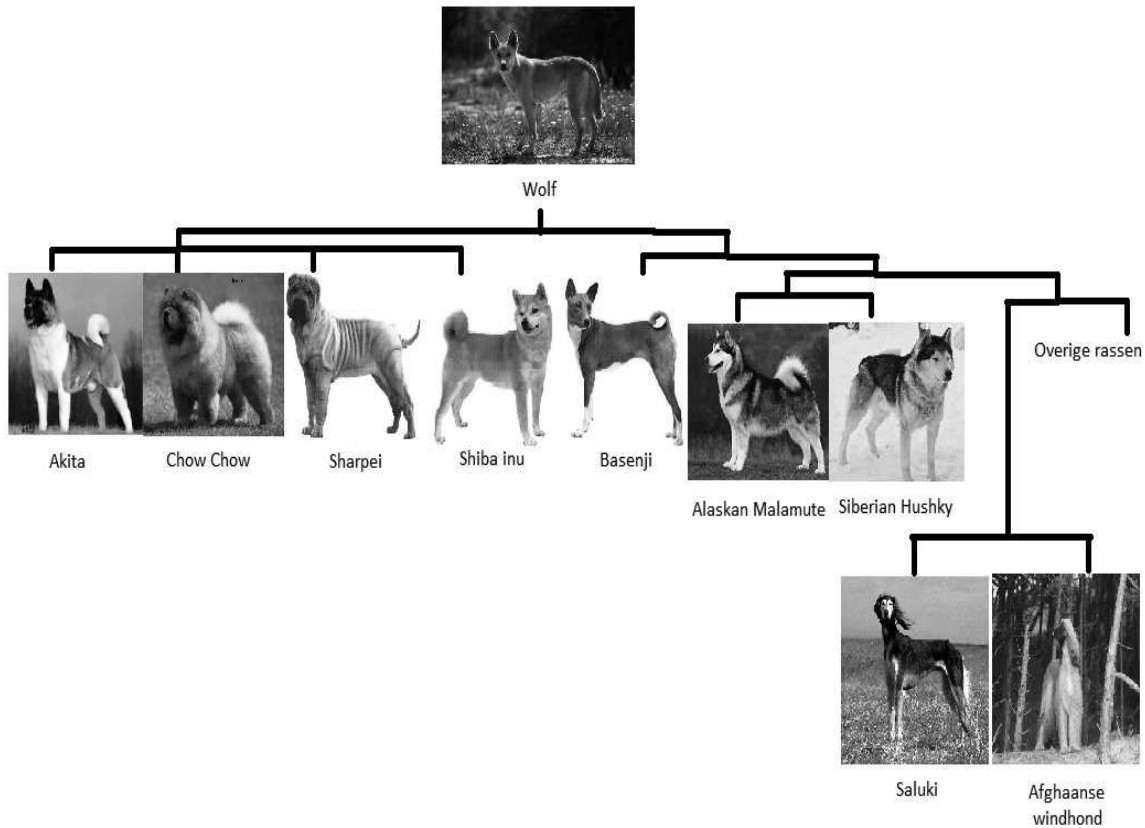 Wolf
Akita
Chow Chow
Sharpei
Shiba inu
Basenji
Alaskan Malamute
Siberian Hushky
Overige rassen
Saluki
Afghaanse
windhond